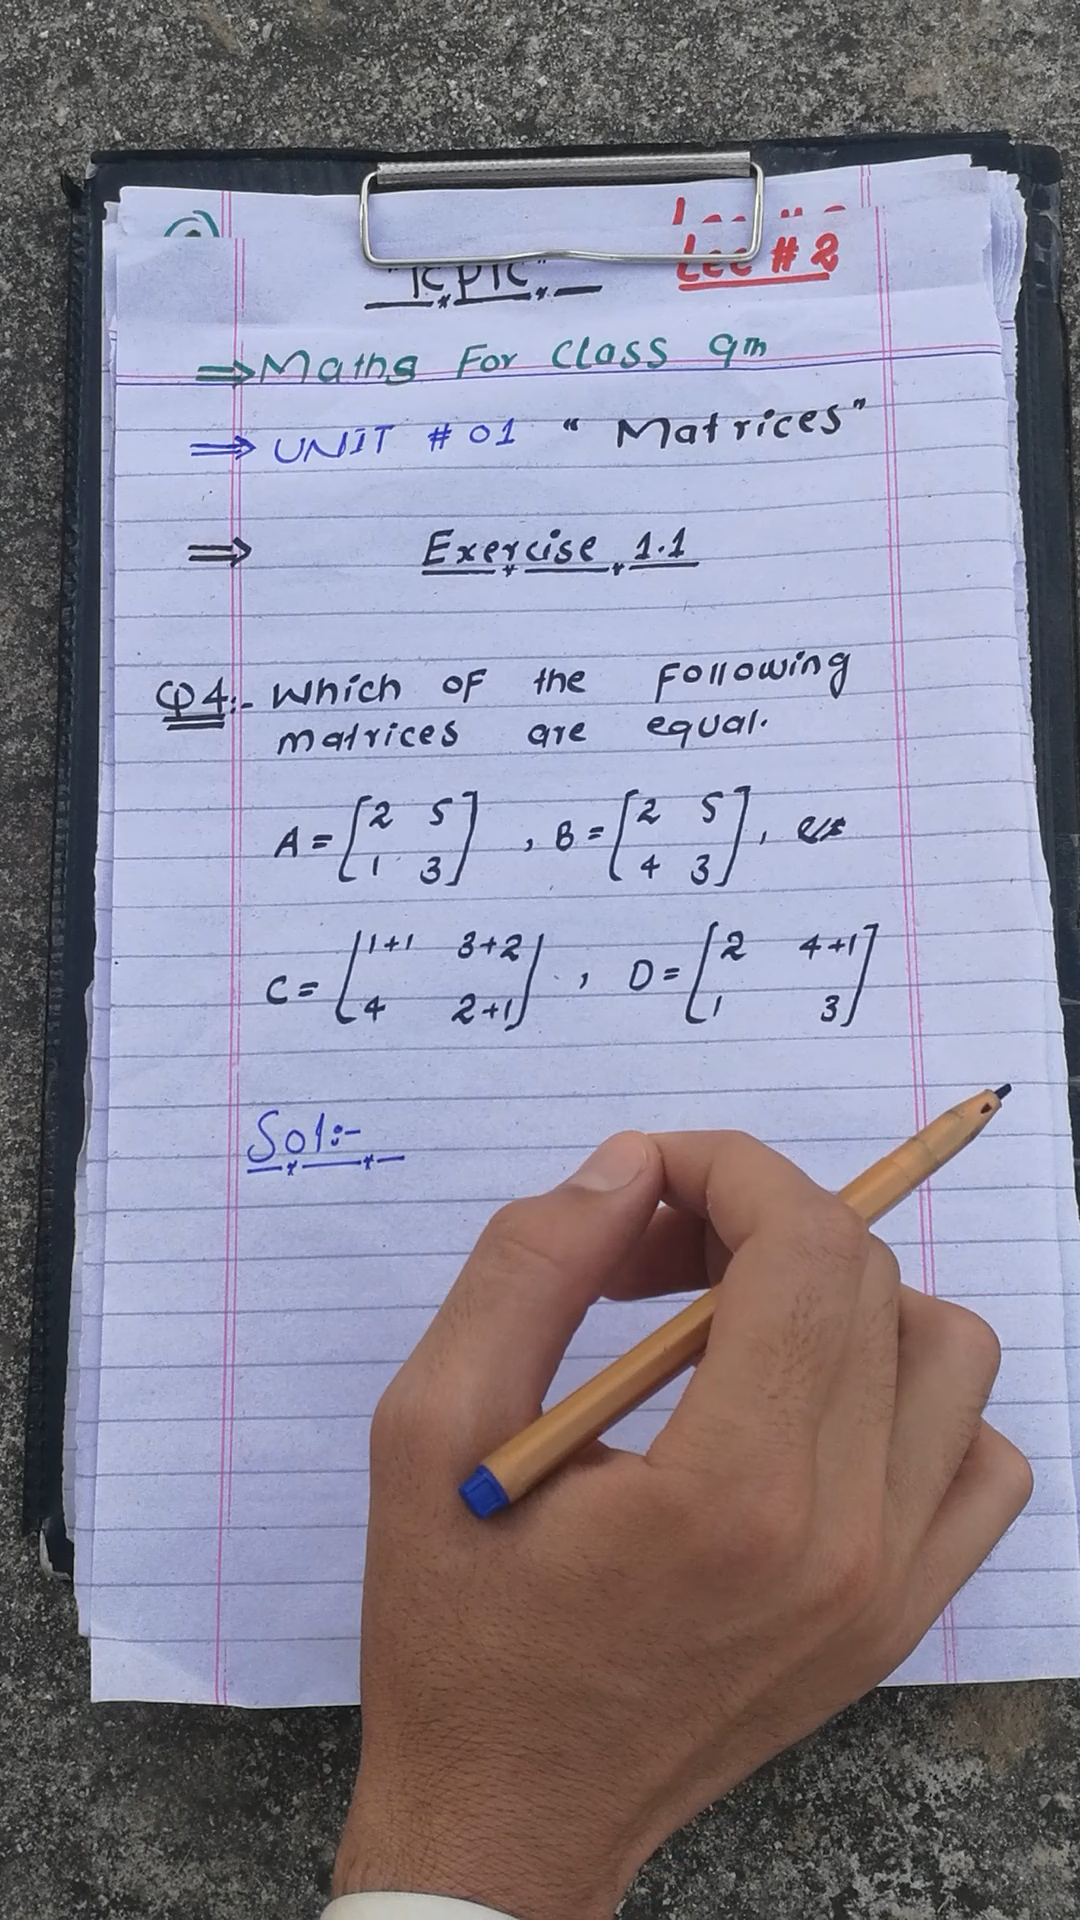 Lec # 2
"Topic"
⇒ Maths For Class 9th
⇒ UNIT # 01 " Matrices"
⇒ Exercise 1.1
Q4:- Which of the Following
matrices are equal.
A = [2 5 , B = [2 5 ,
1 3] 4 3]
C = [1+1 3+2 , D = [2 4+1
4 2+1] 1 3]
Sol:-